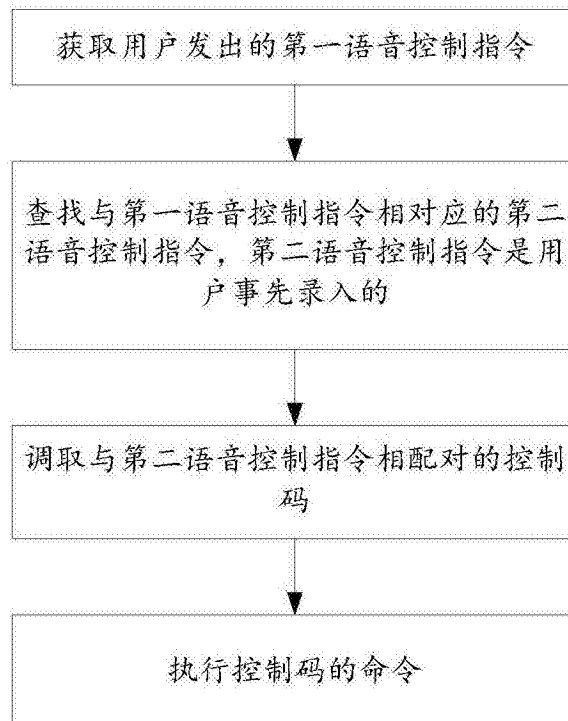 获取用户发出的第一语音控制指令
查找与第一语音控制指令相对应的第二
语音控制指令，第二语音控制指令是用
户事先录入的
调取与第二语音控制指令相配对的控制
码
执行控制码的命令